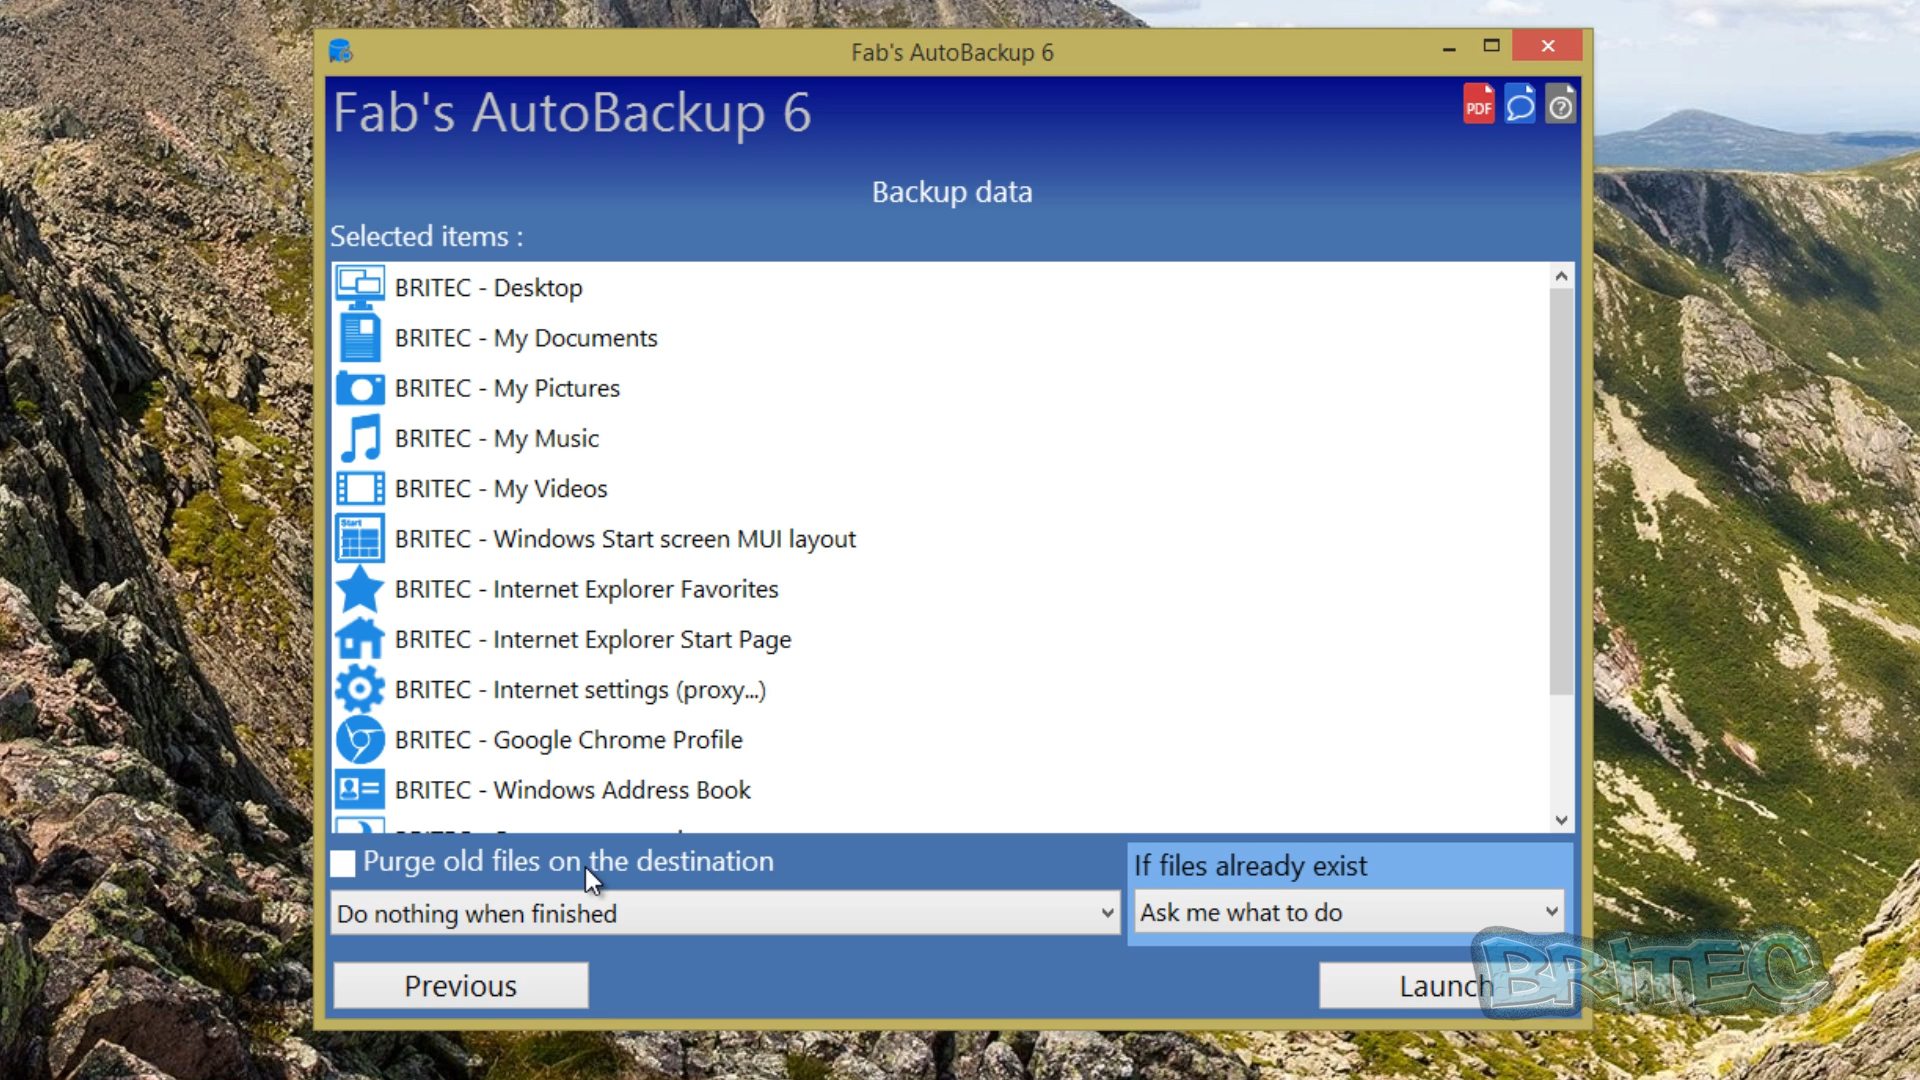 Fab's AutoBackup 6
Fab's AutoBackup 6
PDF
Backup data
Selected items :
BRITEC - Desktop
BRITEC - My Documents
BRITEC - My Pictures
BRITEC - My Music
BRITEC - My Videos
Start
BRITEC - Windows Start screen MUI layout
BRITEC - Internet Explorer Favorites
BRITEC - Internet Explorer Start Page
BRITEC - Internet settings (proxy...)
BRITEC - Google Chrome Profile
BRITEC - Windows Address Book
Purge old files on the destination
If files already exist
Do nothing when finished
Ask me what to do
Previous
Launch
BRITEC